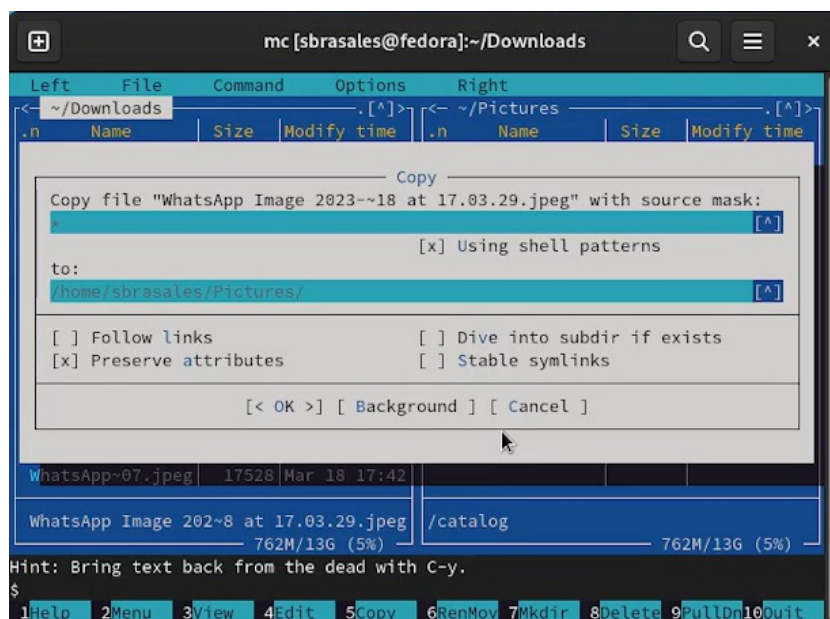 mc [sbrasales@fedora]:~/Downloads
Left File Command Options Right
<- ~/Downloads .[^]> <- ~/Pictures .[^]>
.n Name Size Modify time .n Name Size Modify time
Copy
Copy file "WhatsApp Image 2023-~18 at 17.03.29.jpeg" with source mask:
* [^]
[x] Using shell patterns
to:
/home/sbrasales/Pictures/ [^]
[ ] Follow links [ ] Dive into subdir if exists
[x] Preserve attributes [ ] Stable symlinks
[< OK >] [ Background ] [ Cancel ]
WhatsApp~07.jpeg 17528 Mar 18 17:42
WhatsApp Image 202~8 at 17.03.29.jpeg /catalog
762M/13G (5%) 762M/13G (5%)
Hint: Bring text back from the dead with C-y.
$
1Help 2Menu 3View 4Edit 5Copy 6RenMov 7Mkdir 8Delete 9PullDn 10Quit